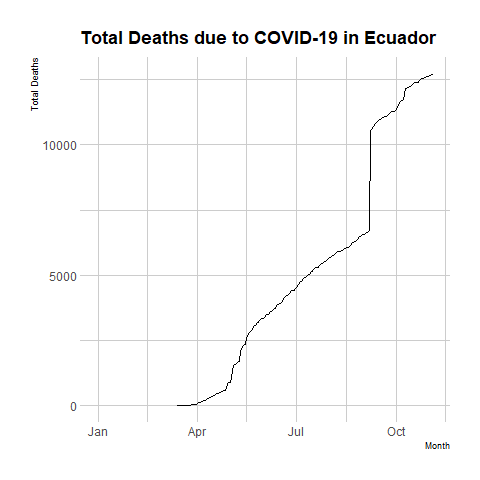 Total Deaths due to COVID-19 in Ecuador
Total Deaths
10000
5000
0
Jan Apr Jul Oct
Month